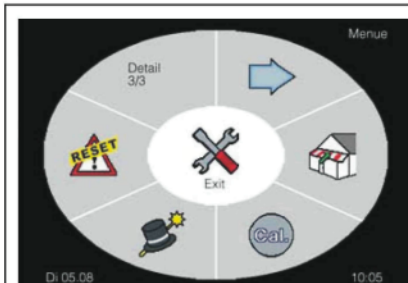 Menue
Detail
3/3
RESET
Exit
Cal.
Di 05.08
10:05